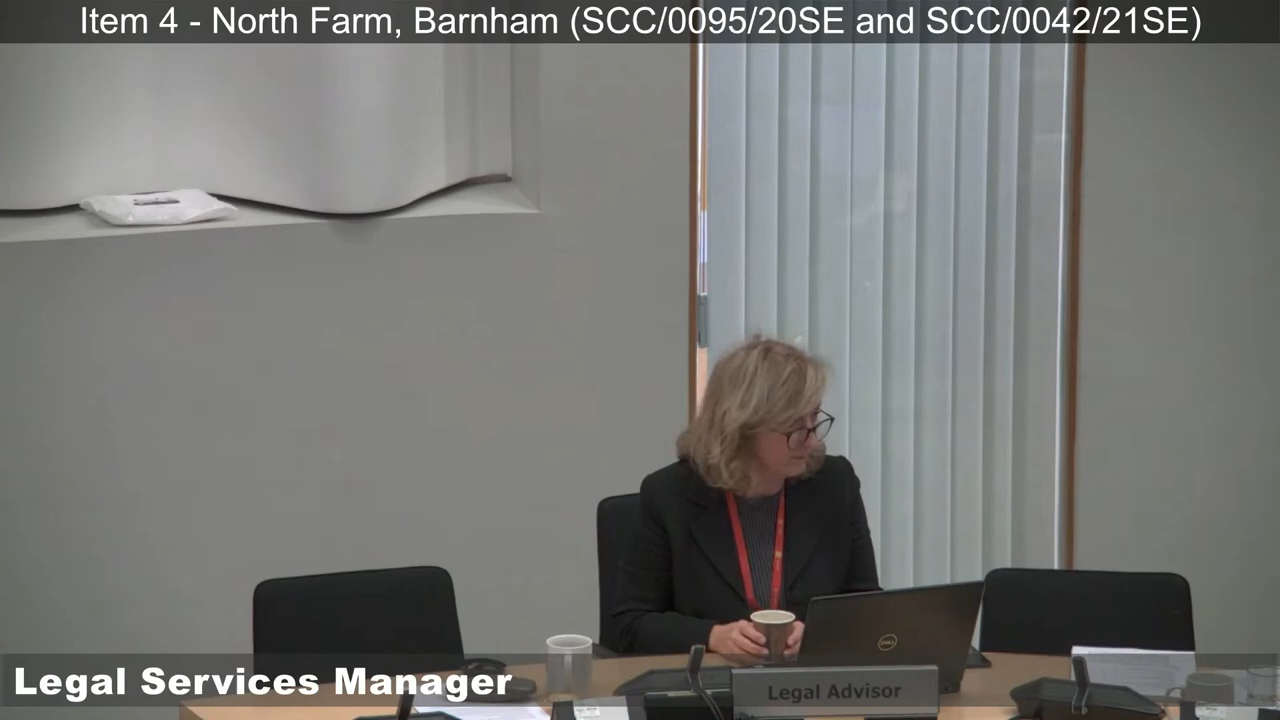 Item 4 - North Farm, Barnham (SCC/0095/20SE and SCC/0042/21SE)
DELL
Legal Advisor
Legal Services Manager